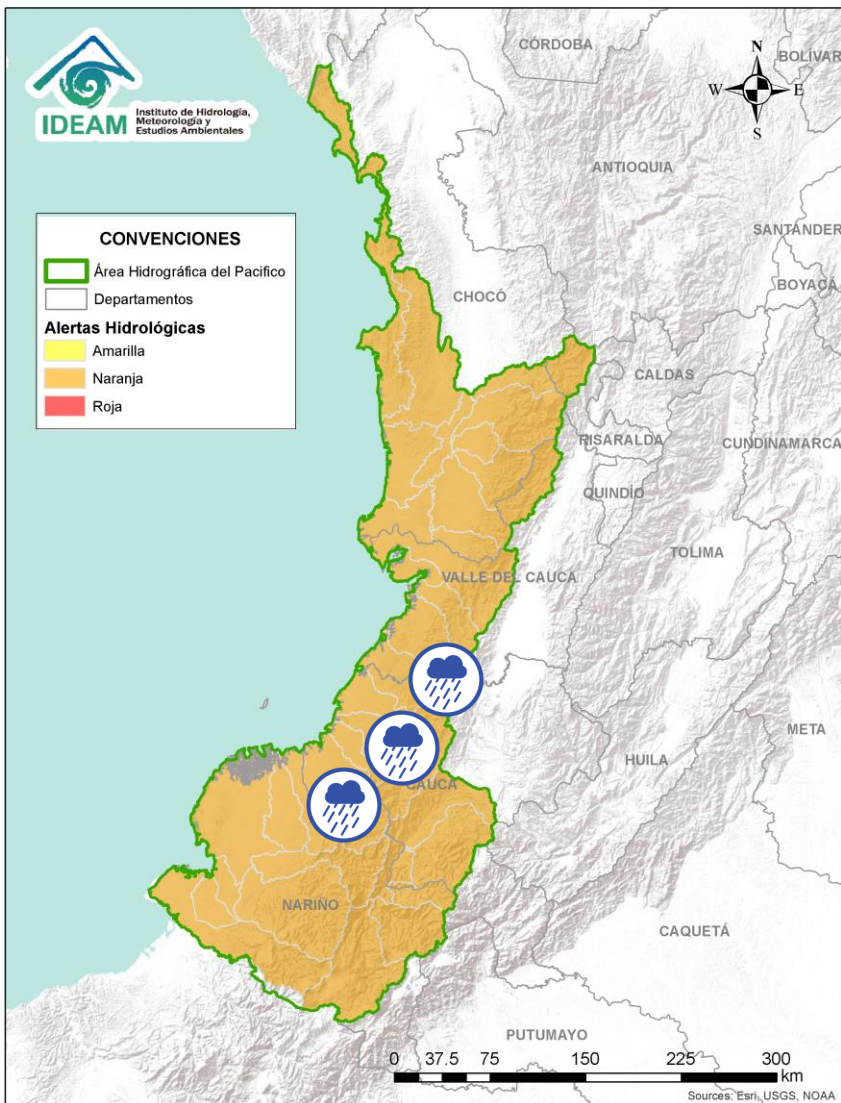 IDEAM
Instituto de Hidrología,
Meteorología y
Estudios Ambientales
CÓRDOBA
BOLÍVAR
N
W
E
S
ANTIOQUIA
SANTANDER
BOYACÁ
CONVENCIONES
Área Hidrográfica del Pacifico
Departamentos
Alertas Hidrológicas
Amarilla
Naranja
Roja
CHOCÓ
CALDAS
RISARALDA
CUNDINAMARCA
QUINDÍO
TOLIMA
VALLE DEL CAUCA
META
HUILA
CAUCA
NARIÑO
CAQUETÁ
PUTUMAYO
0 37.5 75 150 225 300
km
Sources: Esri, USGS, NOAA